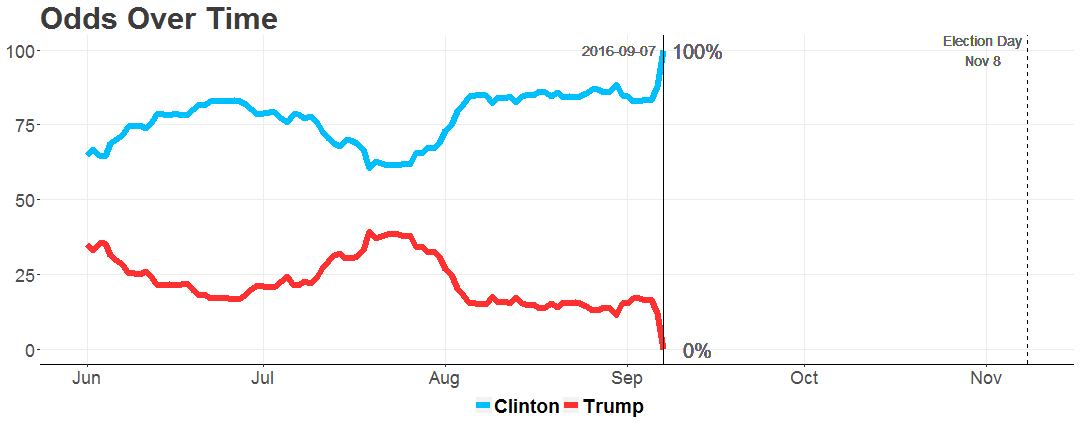 Odds Over Time
Election Day
Nov 8
2016-09-07
100%
100
75
50
25
0
0%
Jun Jul Aug Sep Oct Nov
Clinton Trump